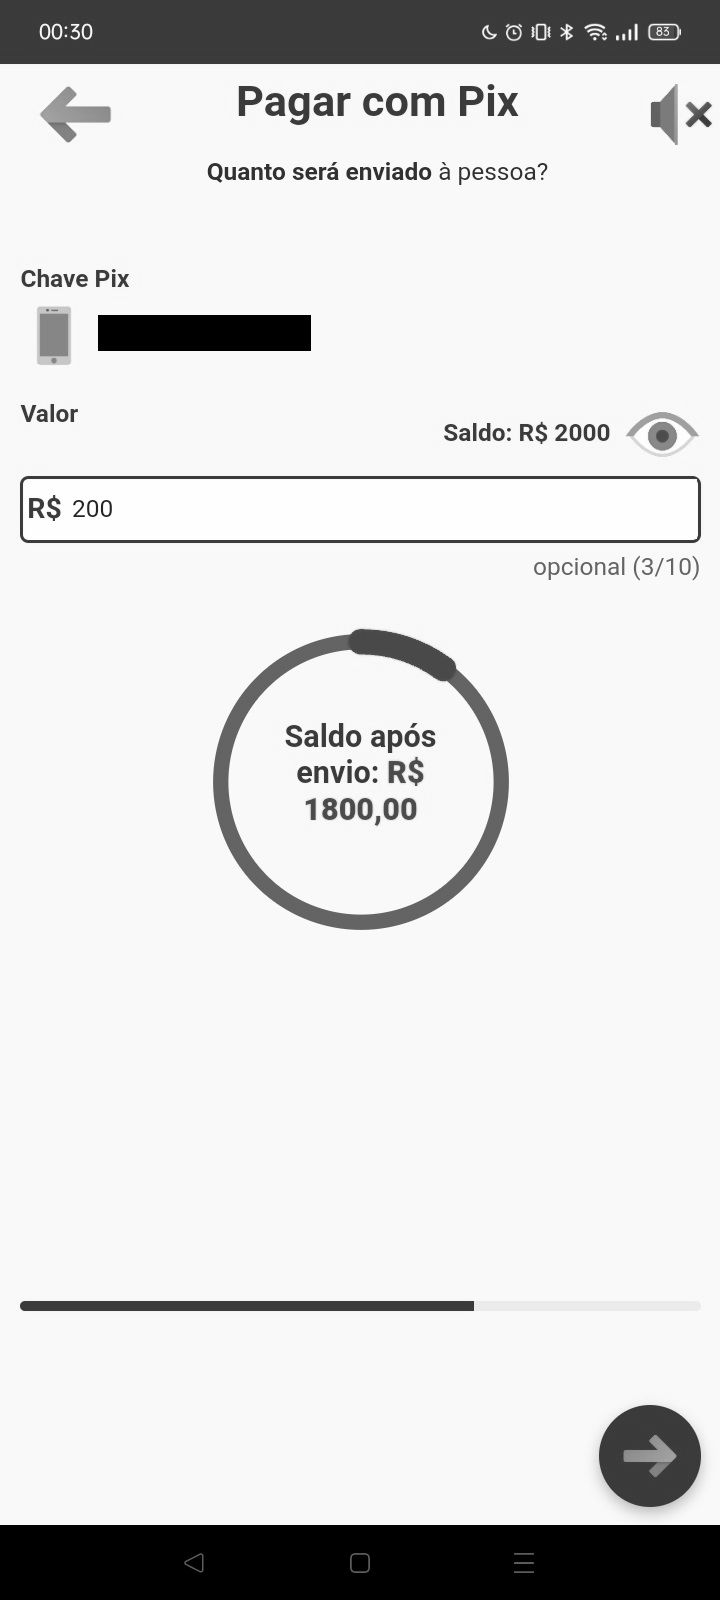 00:30
83
Pagar com Pix
Quanto será enviado à pessoa?
Chave Pix
Valor
Saldo: R$ 2000
R$ 200
opcional (3/10)
Saldo após
envio: R$
1800,00